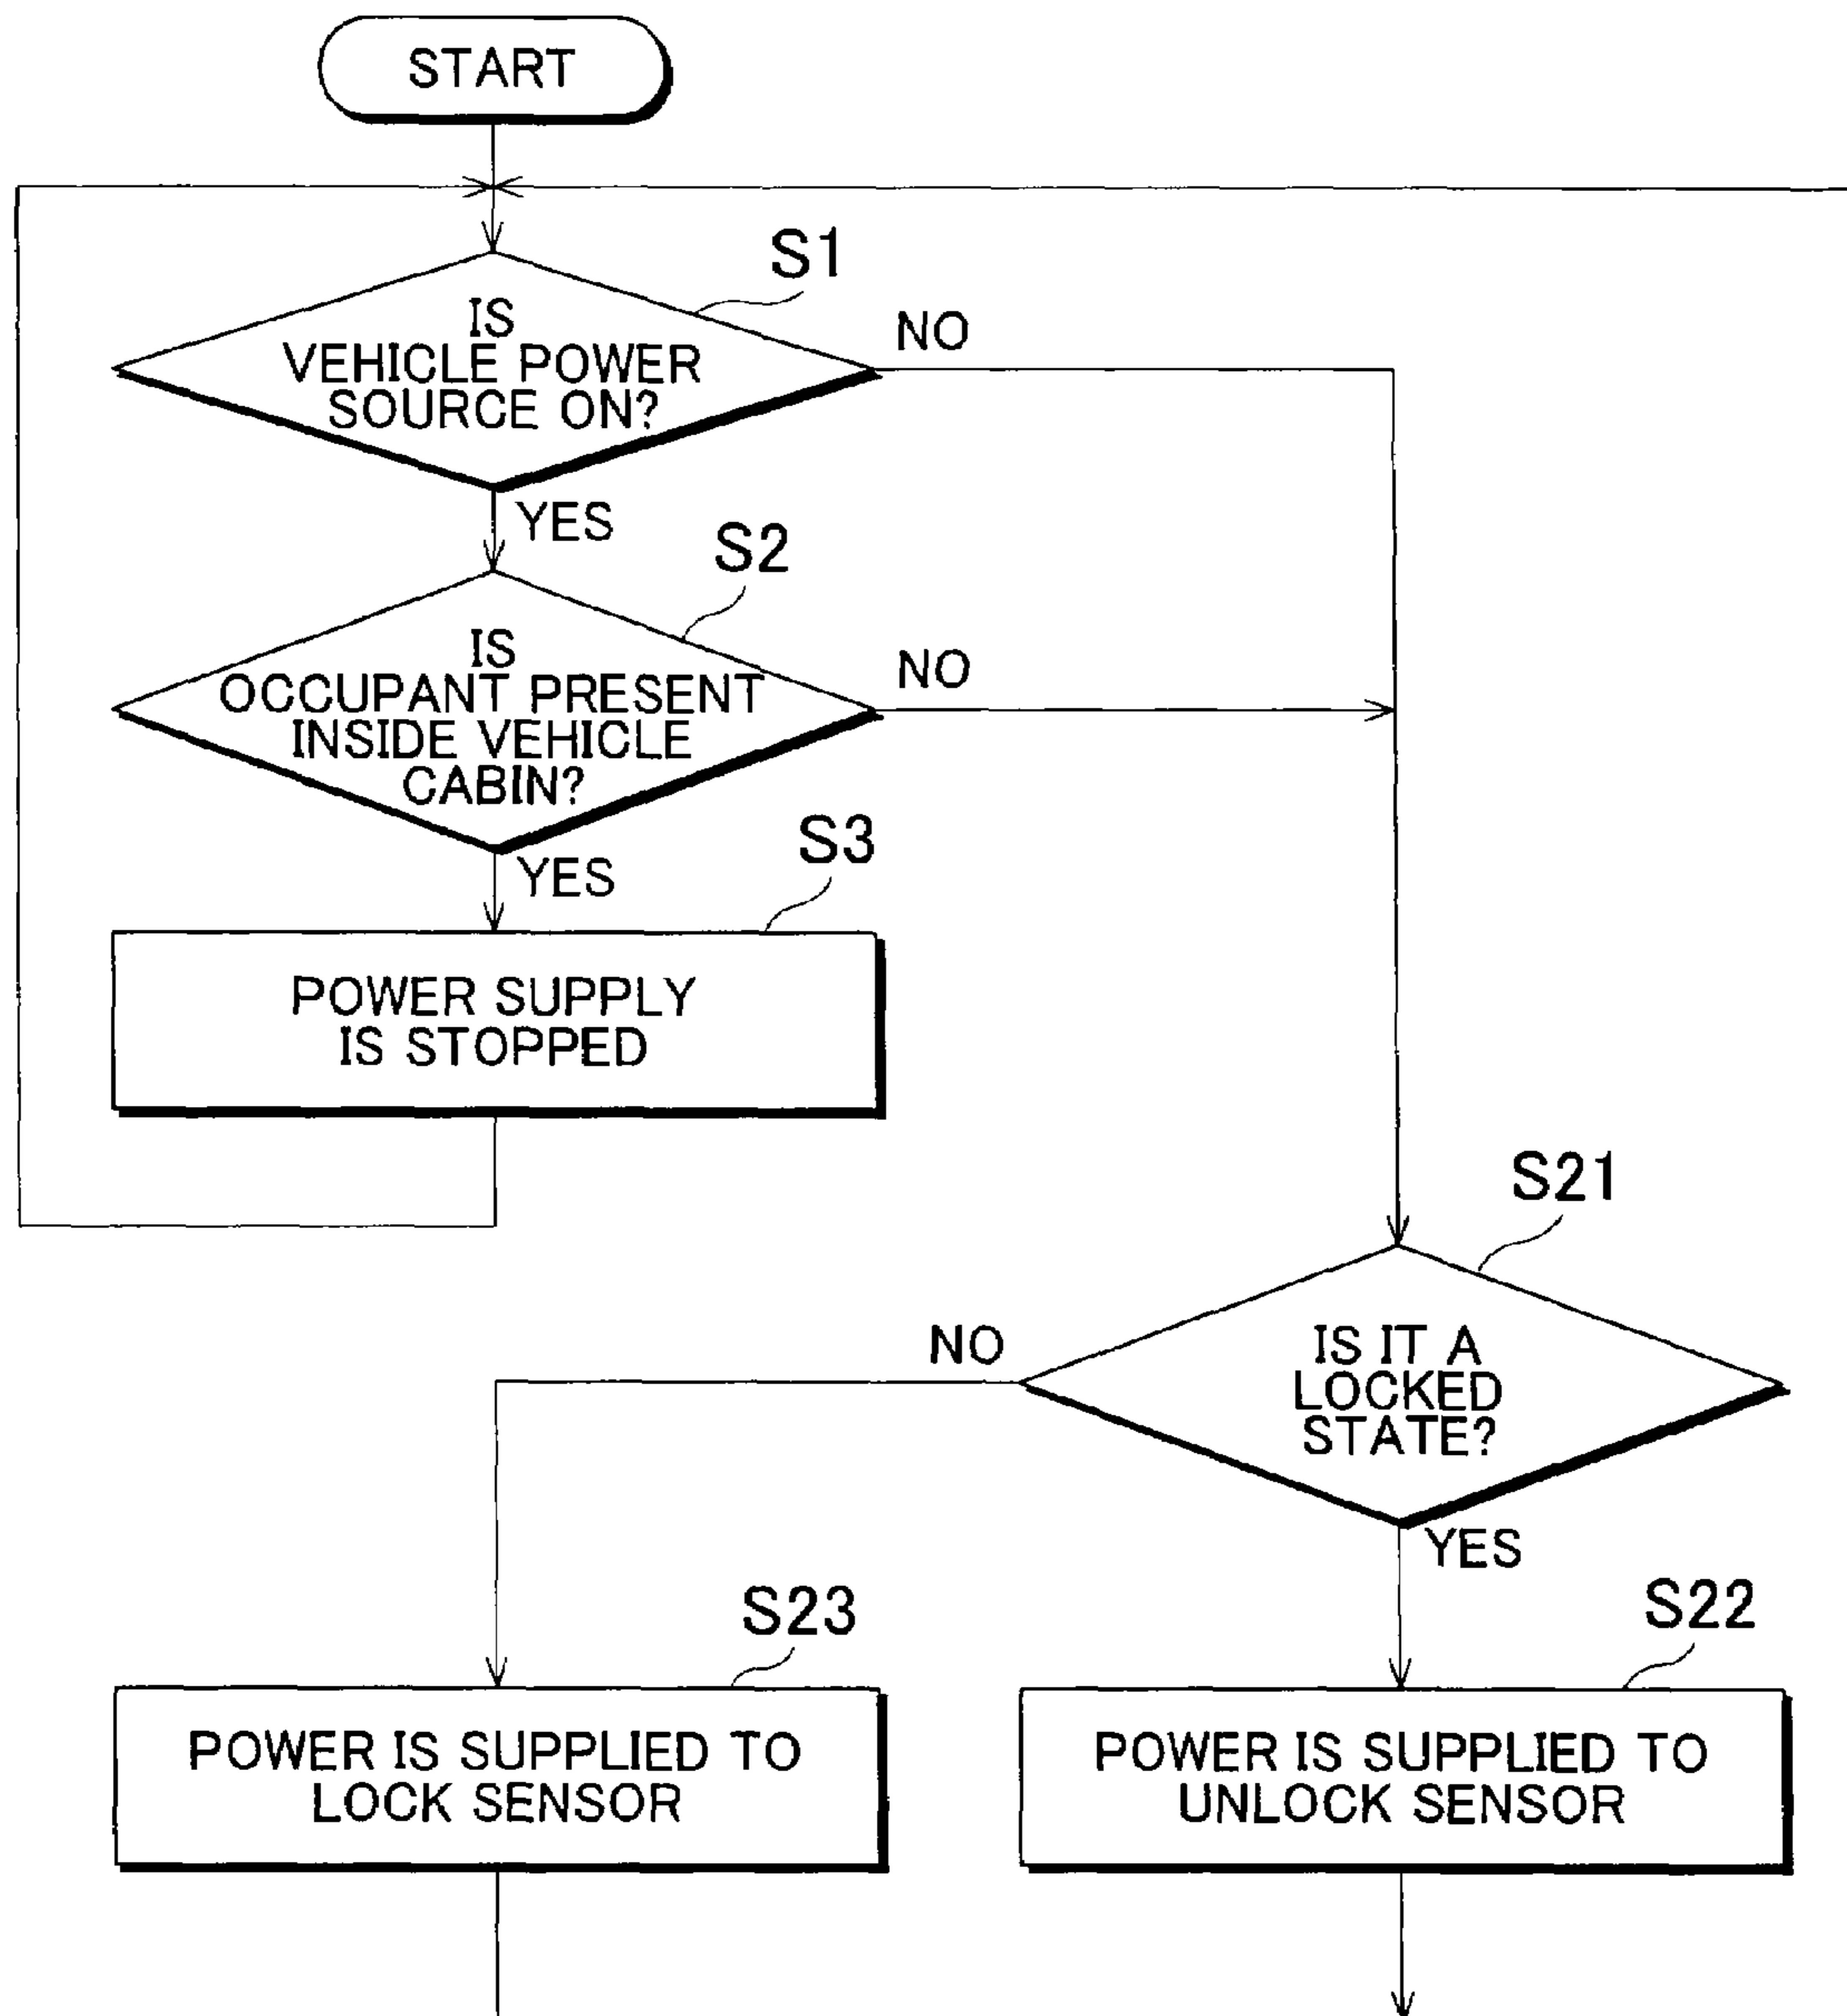 START
S1
IS
VEHICLE POWER
SOURCE ON?
NO
YES
S2
IS
OCCUPANT PRESENT
INSIDE VEHICLE
CABIN?
NO
YES
S3
POWER SUPPLY
IS STOPPED
S21
IS IT A
LOCKED
STATE?
NO
YES
S23
POWER IS SUPPLIED TO
LOCK SENSOR
S22
POWER IS SUPPLIED TO
UNLOCK SENSOR